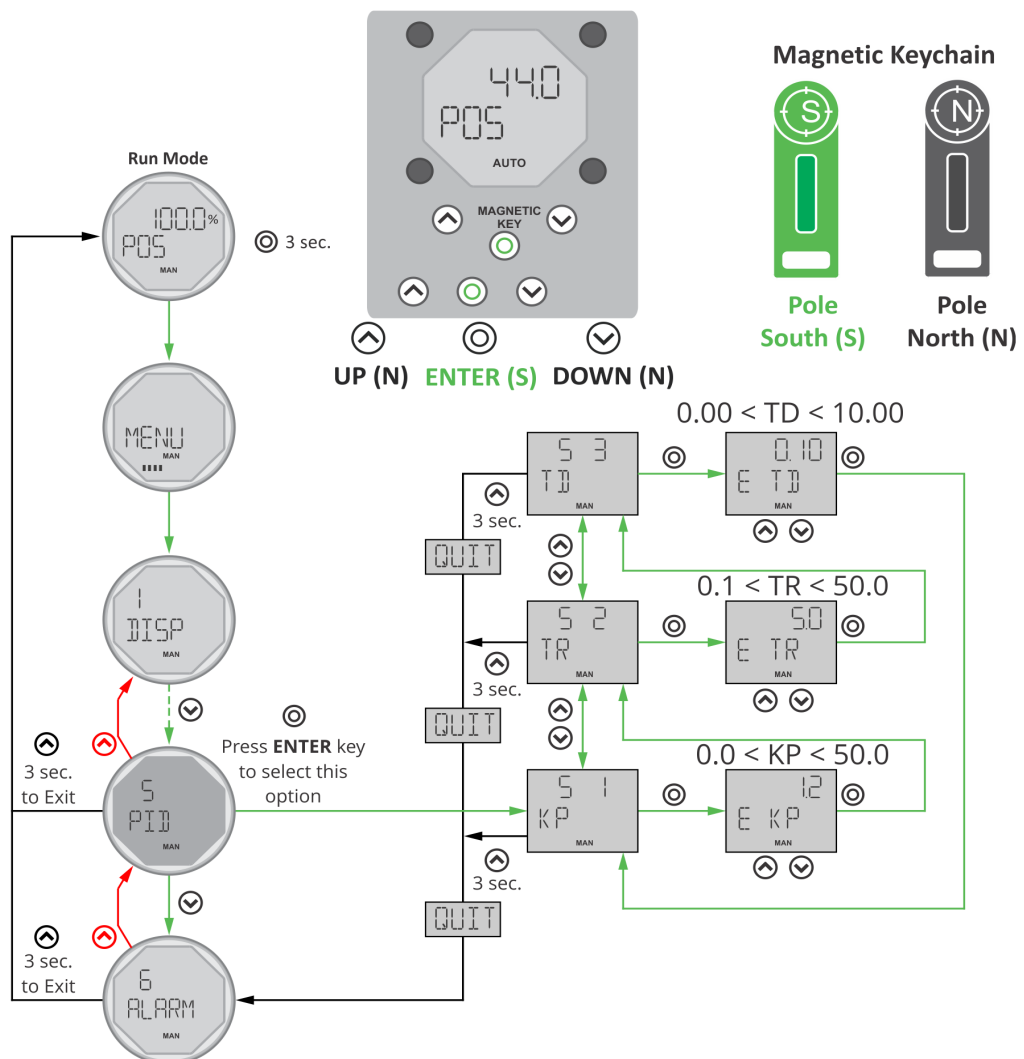 44.0
POS
AUTO
MAGNETIC
KEY
UP (N) ENTER (S) DOWN (N)
Magnetic Keychain
S
N
Pole
South (S)
Pole
North (N)
Run Mode
100.0%
POS
MAN
3 sec.
MENU
MAN
1
DISP
MAN
3 sec.
to Exit
5
PID
MAN
Press ENTER key
to select this
option
3 sec.
to Exit
6
ALARM
MAN
0.00 < TD < 10.00
5 3
TD
MAN
0.10
E TD
MAN
3 sec.
QUIT
0.1 < TR < 50.0
5 2
TR
MAN
5.0
E TR
MAN
3 sec.
QUIT
0.0 < KP < 50.0
5 1
KP
MAN
1.2
E KP
MAN
3 sec.
QUIT